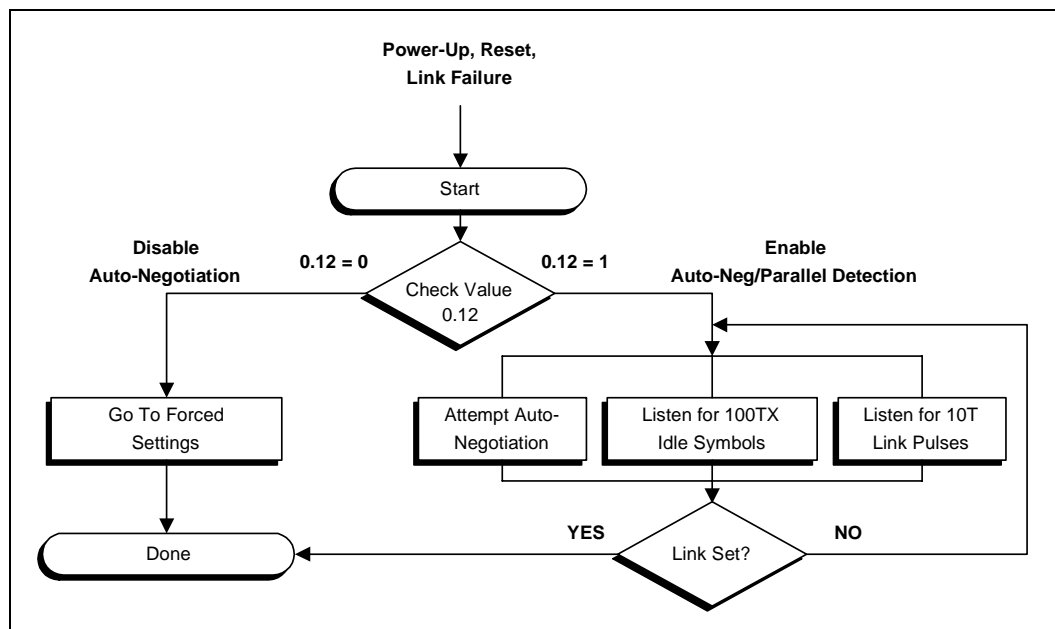 Power-Up, Reset,
Link Failure
Start
Disable
Auto-Negotiation
0.12 = 0
0.12 = 1
Enable
Auto-Neg/Parallel Detection
Check Value
0.12
Go To Forced
Settings
Attempt Auto-
Negotiation
Listen for 100TX
Idle Symbols
Listen for 10T
Link Pulses
Done
YES
Link Set?
NO